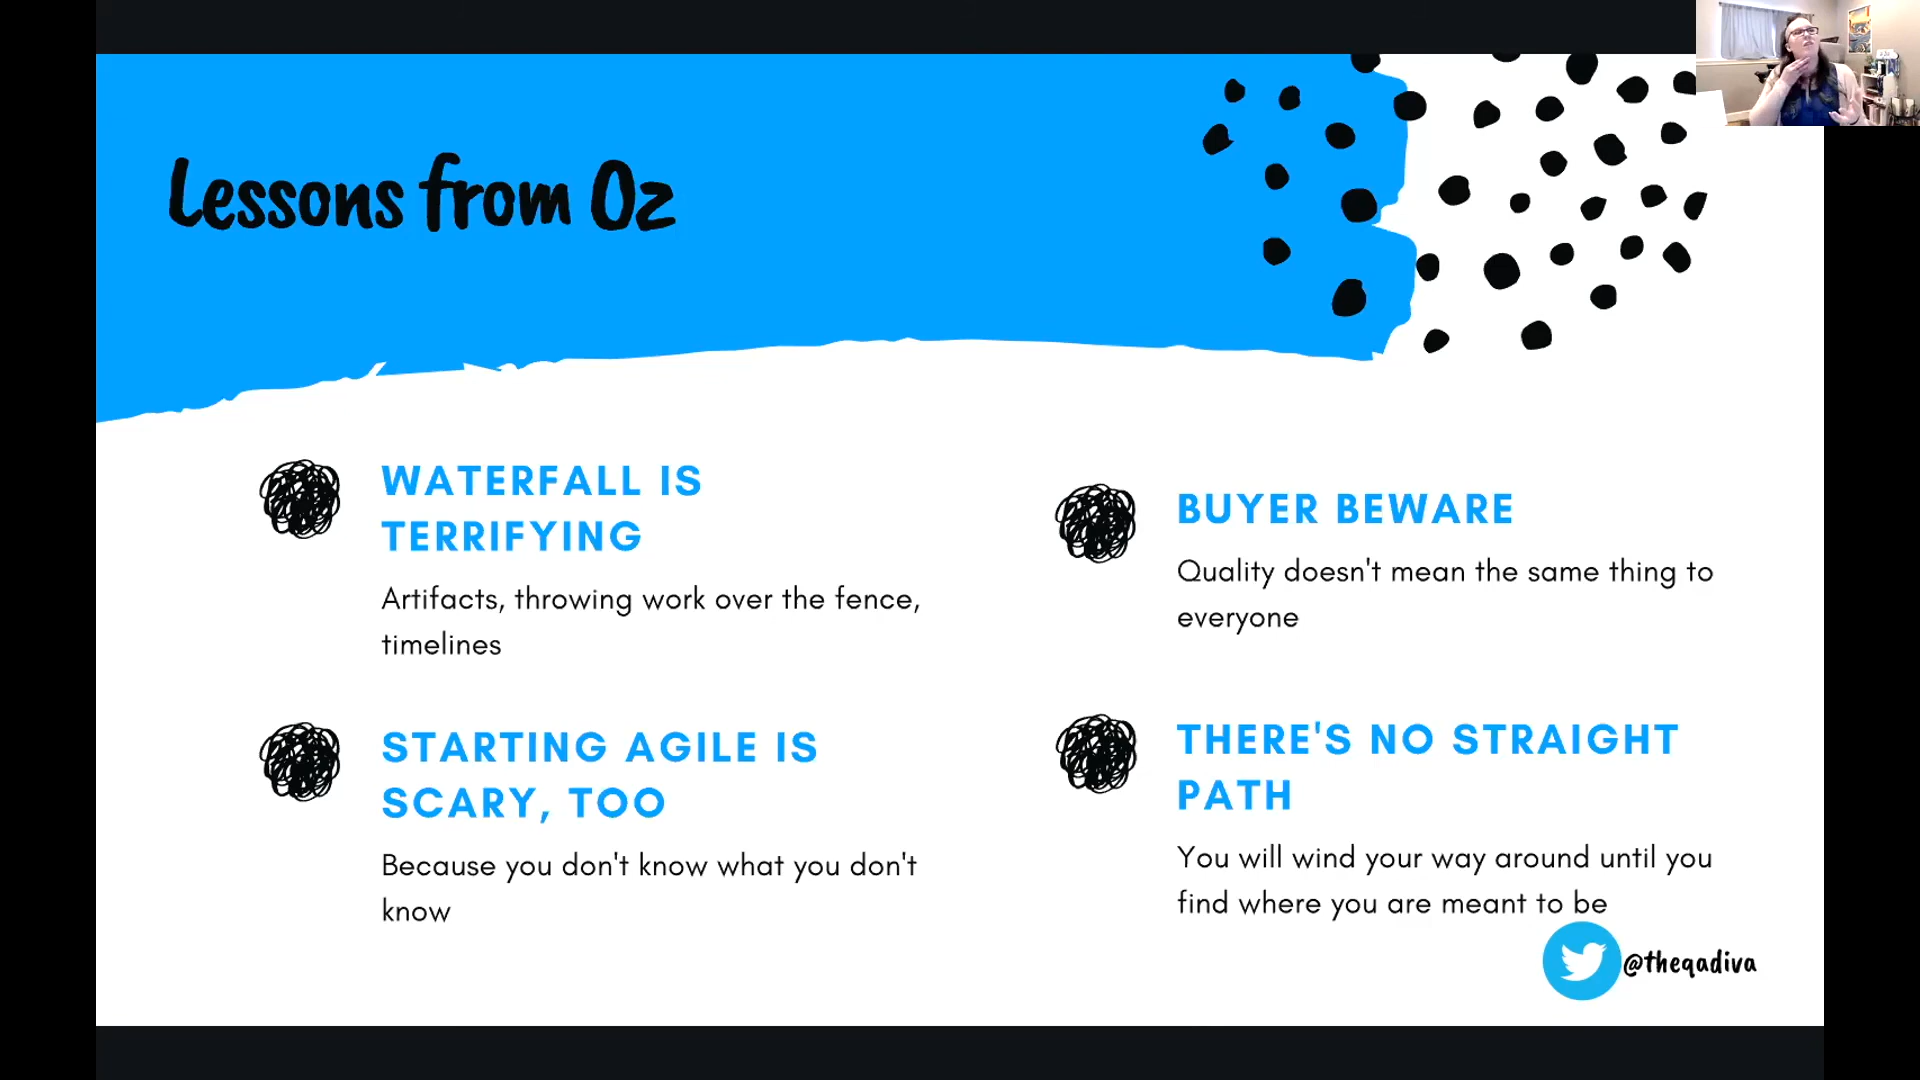 Lessons from Oz
WATERFALL IS
TERRIFYING
Artifacts, throwing work over the fence,
timelines
STARTING AGILE IS
SCARY, TOO
Because you don't know what you don't
know
BUYER BEWARE
Quality doesn't mean the same thing to
everyone
THERE'S NO STRAIGHT
PATH
You will wind your way around until you
find where you are meant to be
@theqadiva